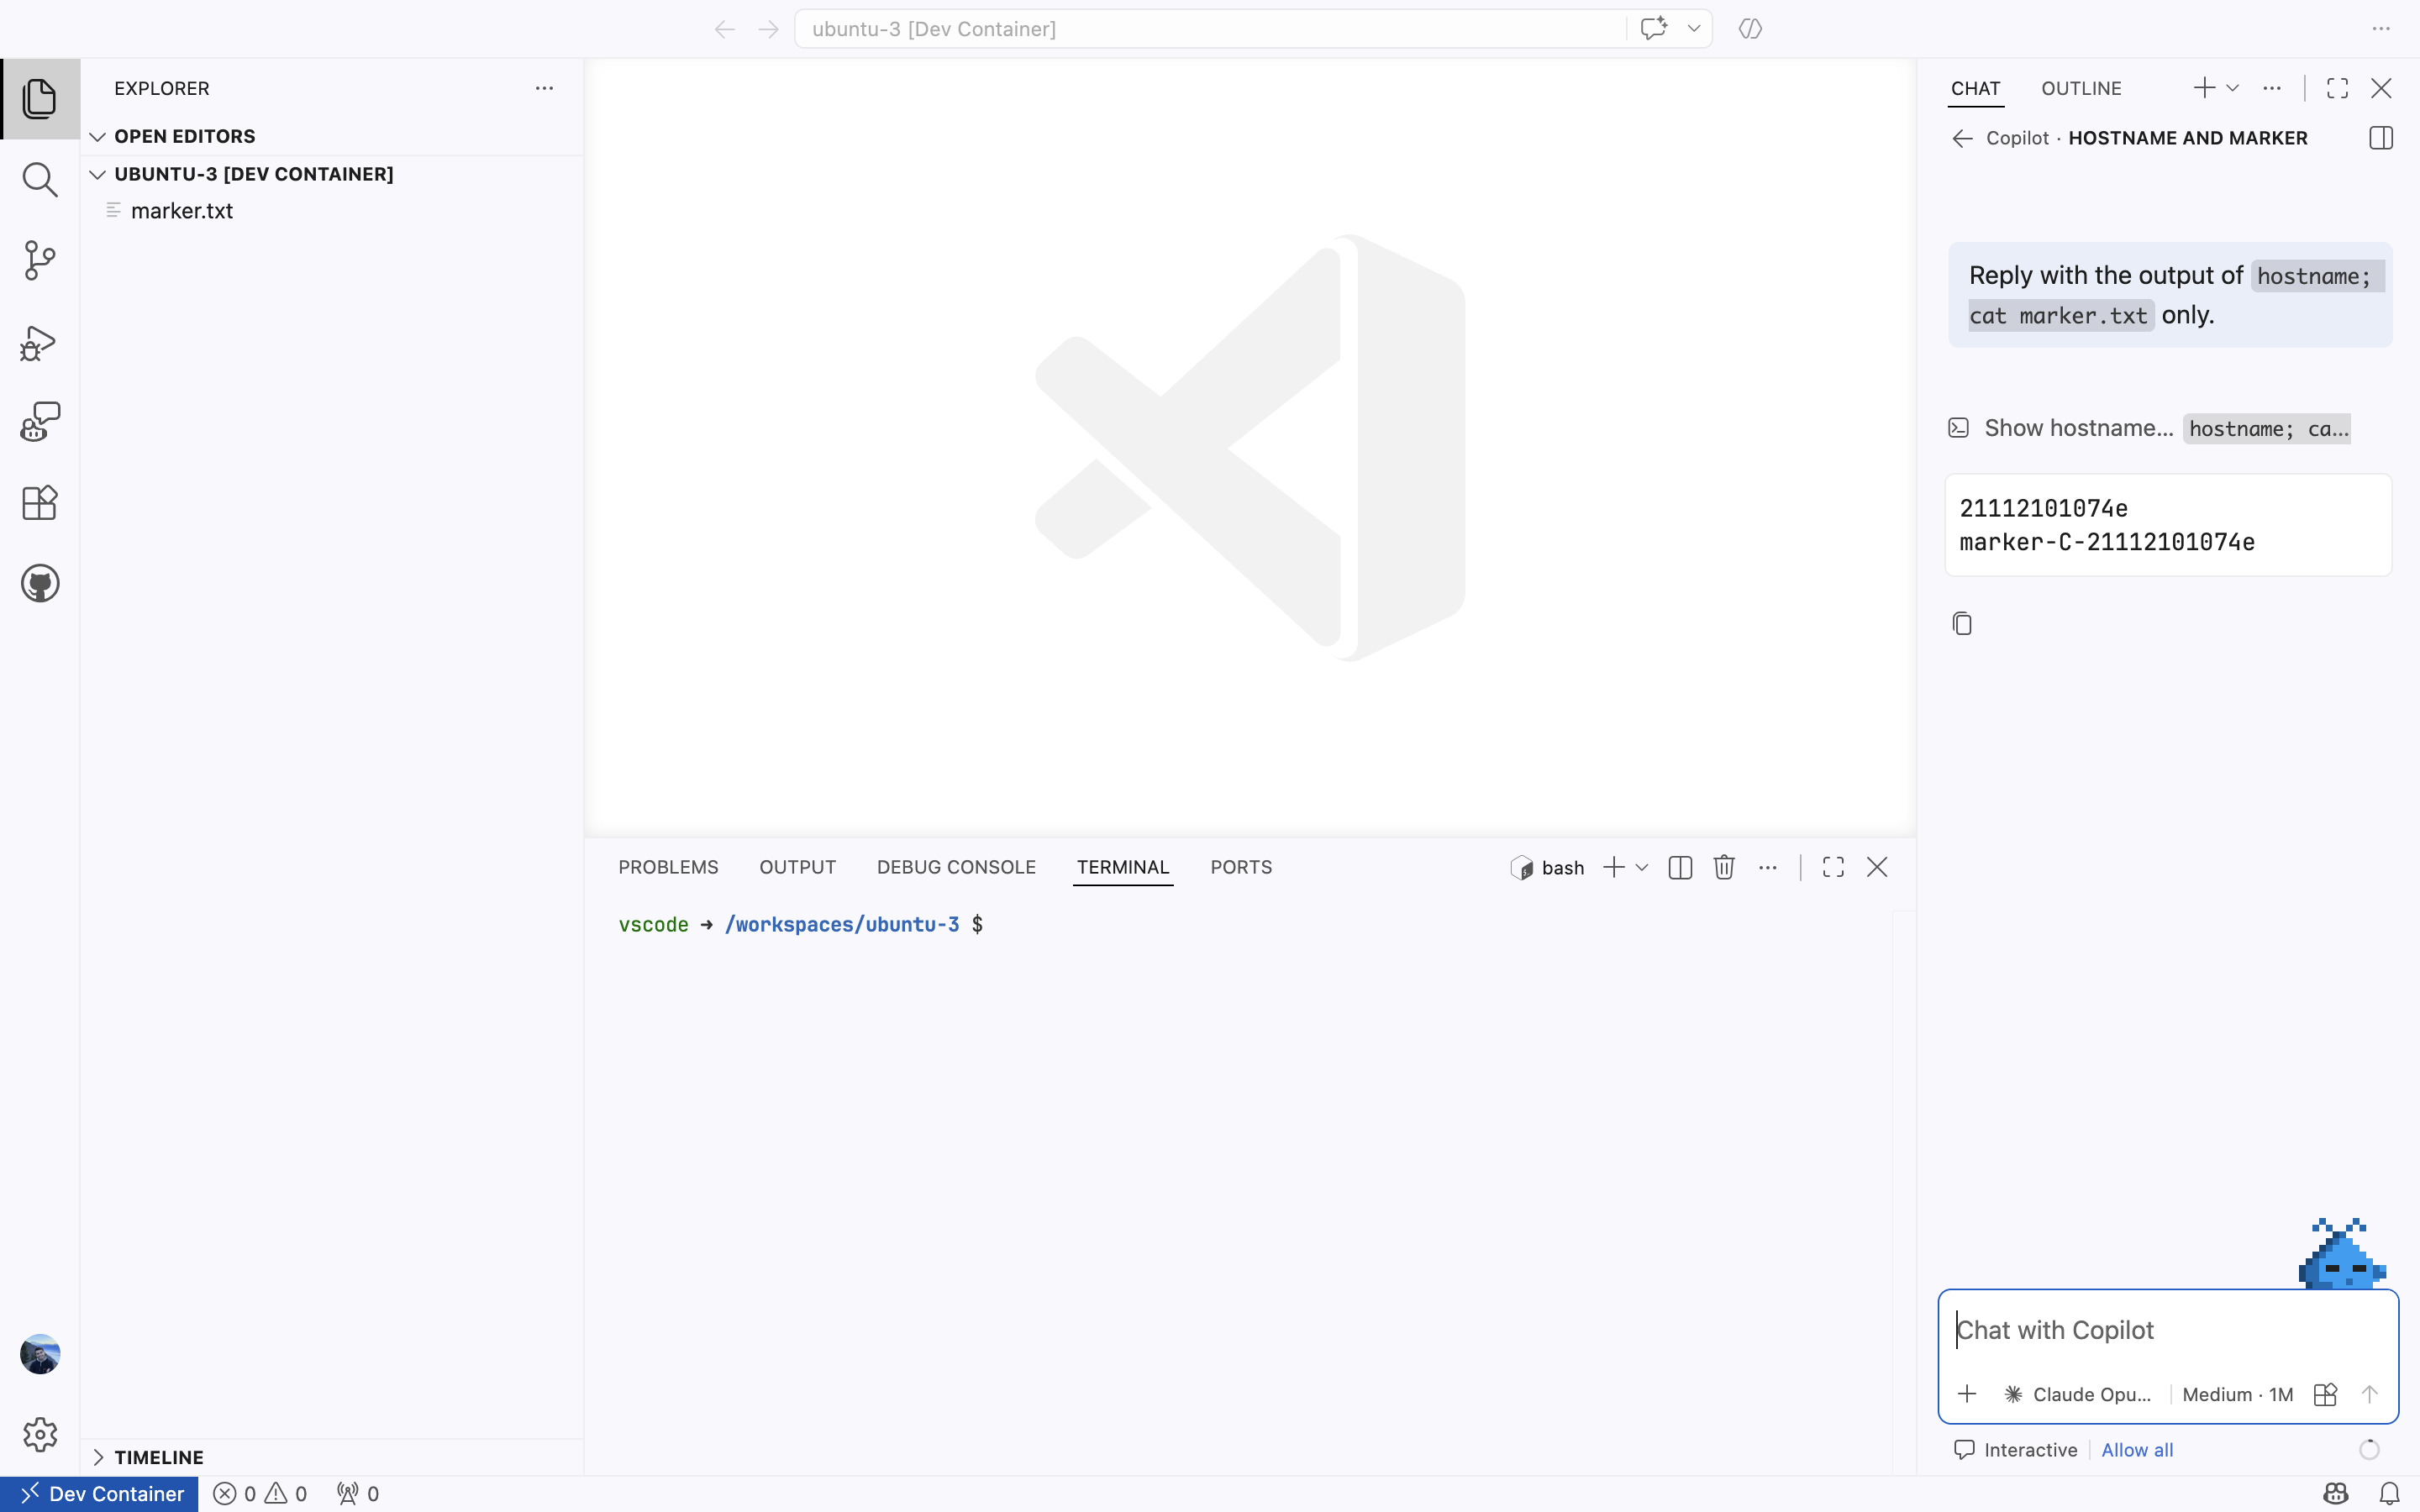 ubuntu-3 [Dev Container]
EXPLORER
OPEN EDITORS
UBUNTU-3 [DEV CONTAINER]
marker.txt
TIMELINE
PROBLEMS
OUTPUT
DEBUG CONSOLE
TERMINAL
PORTS
bash
vscode ➜ /workspaces/ubuntu-3 $
CHAT
OUTLINE
Copilot · HOSTNAME AND MARKER
Reply with the output of hostname;
cat marker.txt only.
Show hostname... hostname; ca...
21112101074e
marker-C-21112101074e
Chat with Copilot
Claude Opu...
Medium · 1M
Interactive
Allow all
Dev Container
0
0
0